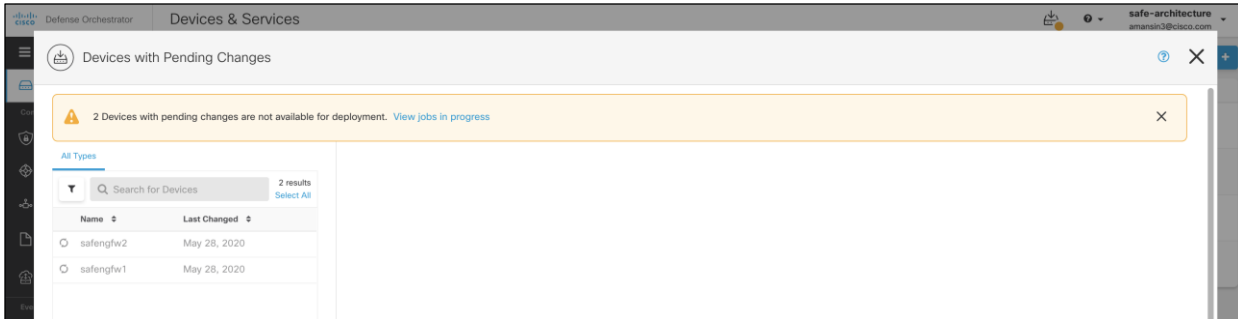 cisco Defense Orchestrator Devices & Services safe-architecture
amansin3@cisco.com
Devices with Pending Changes
2 Devices with pending changes are not available for deployment. View jobs in progress
All Types
Search for Devices
2 results
Select All
Name Last Changed
safengfw2 May 28, 2020
safengfw1 May 28, 2020